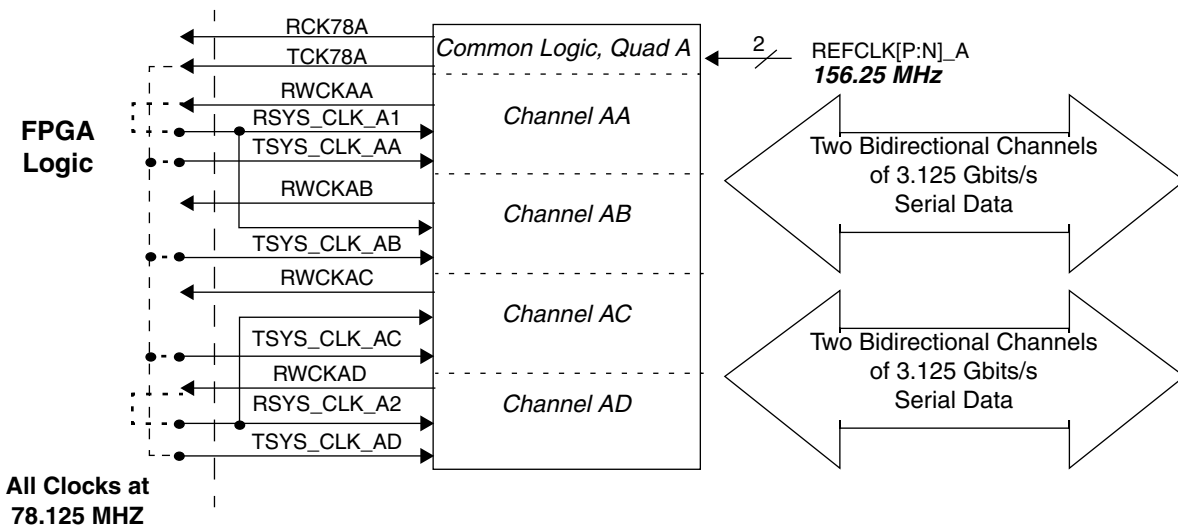 RCK78A
TCK78A
Common Logic, Quad A
2
REFCLK[P:N]_A
156.25 MHz
RWCKAA
RSYS_CLK_A1
TSYS_CLK_AA
Channel AA
FPGA
Logic
RWCKAB
TSYS_CLK_AB
Channel AB
Two Bidirectional Channels
of 3.125 Gbits/s
Serial Data
RWCKAC
TSYS_CLK_AC
Channel AC
RWCKAD
RSYS_CLK_A2
TSYS_CLK_AD
Channel AD
Two Bidirectional Channels
of 3.125 Gbits/s
Serial Data
All Clocks at
78.125 MHZ